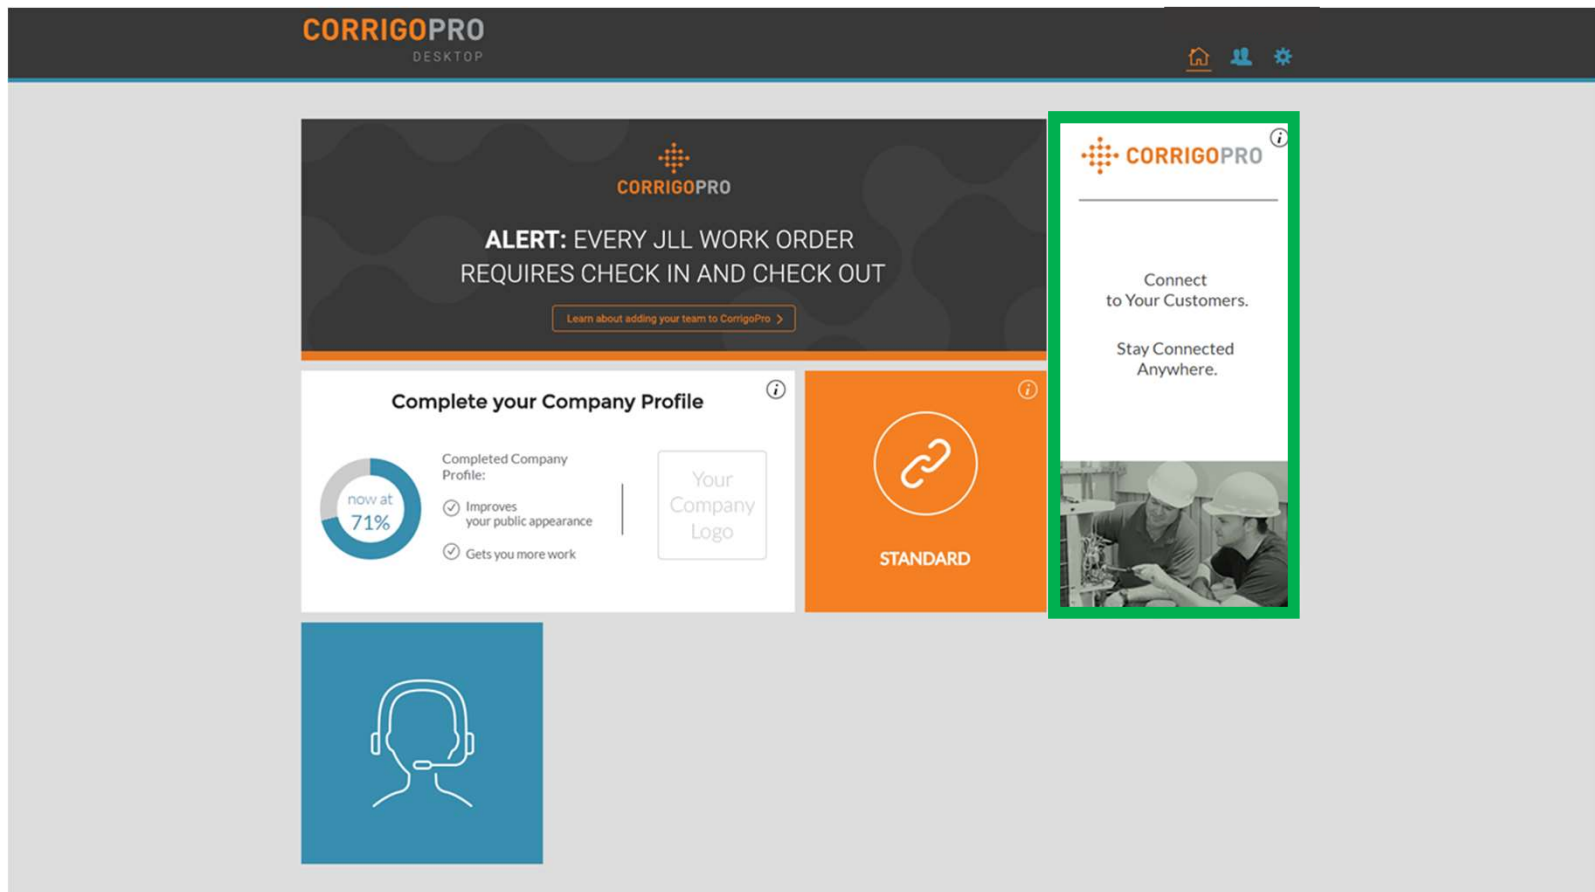 CORRIGOPRO
DESKTOP
CORRIGOPRO
ALERT: EVERY JLL WORK ORDER
REQUIRES CHECK IN AND CHECK OUT
Learn about adding your team to CorrigoPro >
CORRIGOPRO
Connect
to Your Customers.
Stay Connected
Anywhere.
Complete your Company Profile
now at
71%
Completed Company
Profile:
Improves
your public appearance
Gets you more work
Your
Company
Logo
STANDARD